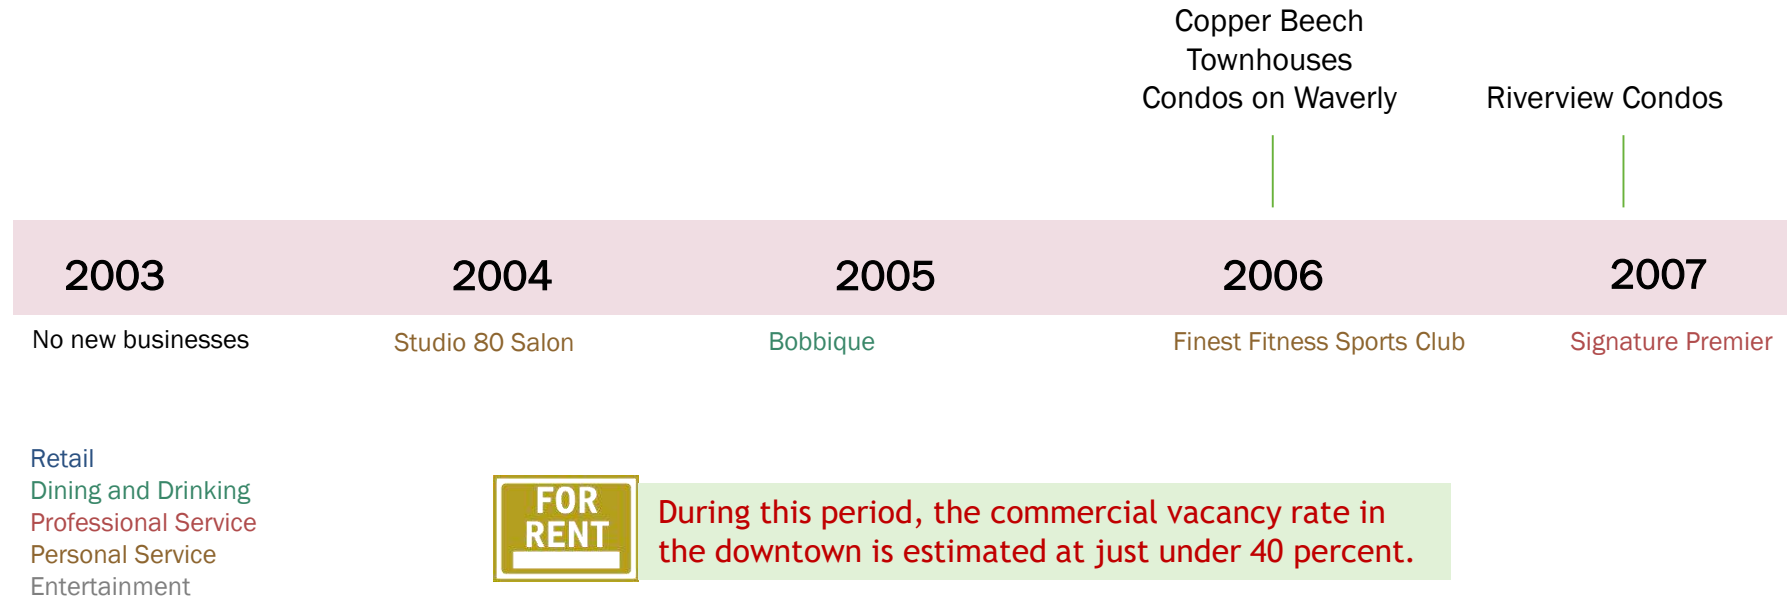 Copper Beech
Townhouses
Condos on Waverly
Riverview Condos
2003
2004
2005
2006
2007
No new businesses
Studio 80 Salon
Bobbique
Finest Fitness Sports Club
Signature Premier
Retail
Dining and Drinking
Professional Service
Personal Service
Entertainment
FOR
RENT
During this period, the commercial vacancy rate in
the downtown is estimated at just under 40 percent.